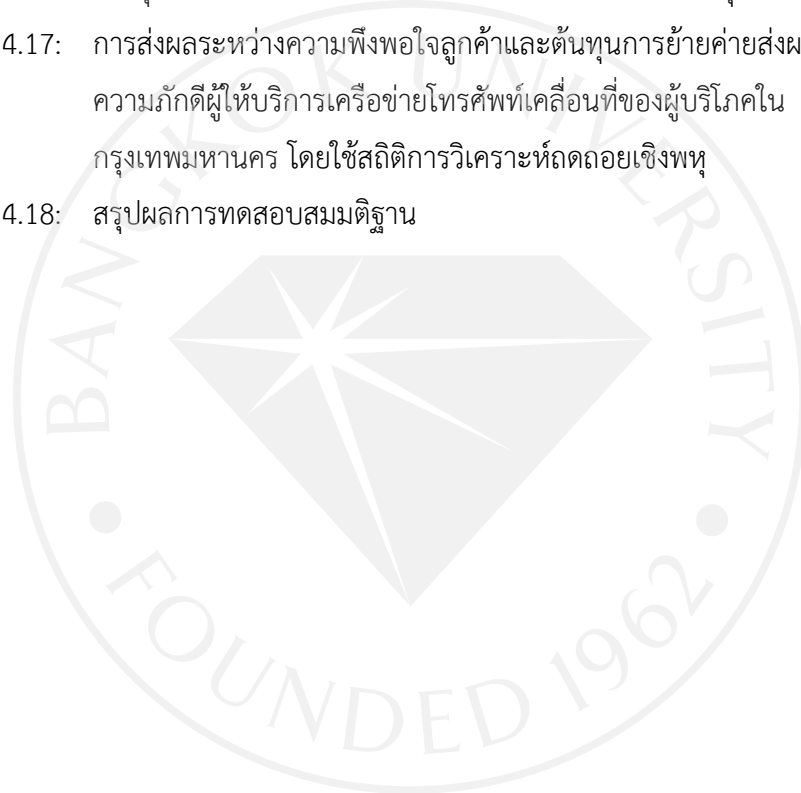 4.17: การส่งผลระหว่างความพึงพอใจลูกค้าและต้นทุนการย้ายค่ายส่งผ
ความภักดีผู้ให้บริการเครือข่ายโทรศัพท์เคลื่อนที่ของผู้บริโภคใน
กรุงเทพมหานคร โดยใช้สถิติการวิเคราะห์ถดถอยเชิงพหุ
4.18: สรุปผลการทดสอบสมมติฐาน
BANGKOK UNIVERSITY
FOUNDED 1962